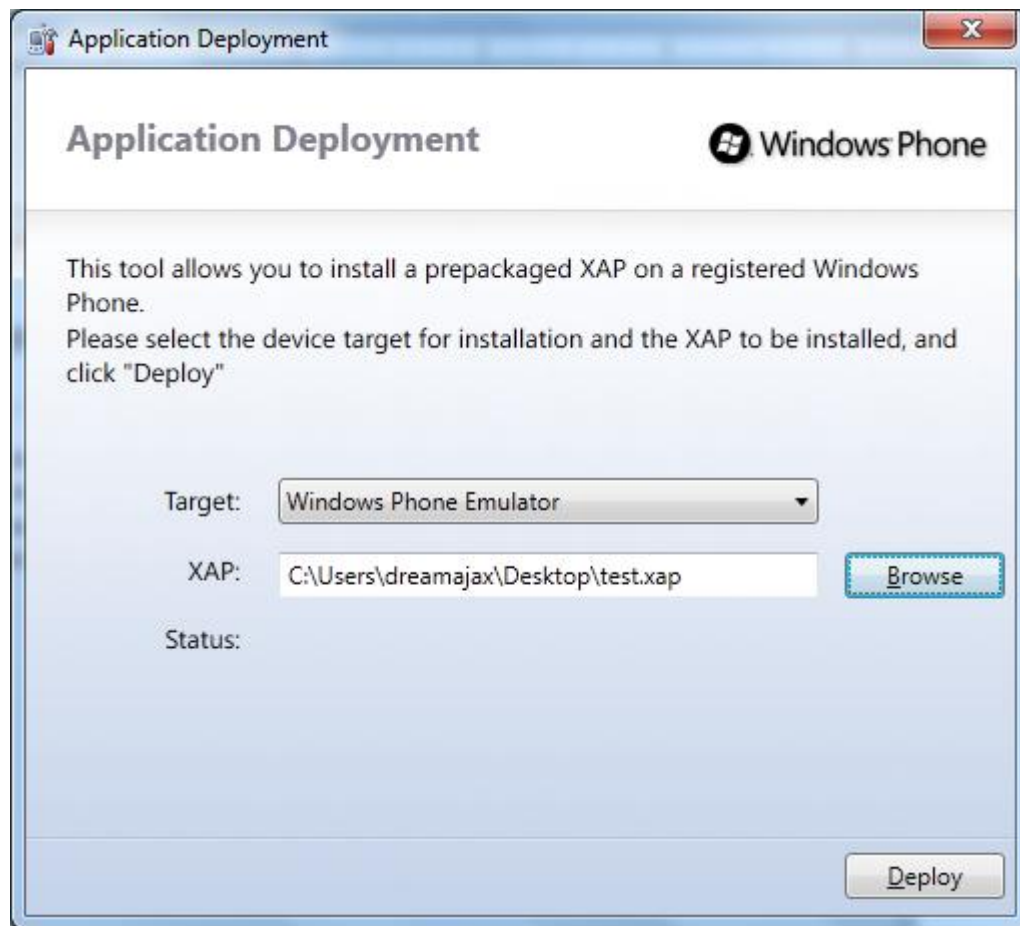 Application Deployment
Application Deployment
Windows Phone
This tool allows you to install a prepackaged XAP on a registered Windows
Phone.
Please select the device target for installation and the XAP to be installed, and
click "Deploy"
Target: Windows Phone Emulator
XAP: C:\Users\dreamajax\Desktop\test.xap Browse
Status:
Deploy